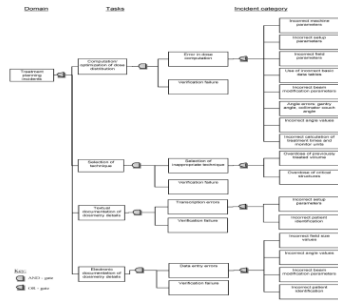 Domain
Tasks
Incident category
Treatment
planning
incidents
Computation/
optimization of dose
distribution
Error in dose
computation
Verification failure
Incorrect machine
parameters
Incorrect setup
parameters
Incorrect field
parameters
Use of incorrect basic
data tables
Incorrect beam
modification parameters
Angle errors, gantry
angle, collimator couch
angle
Incorrect angle values
Incorrect calculation of
treatment times and
monitor units
Selection of
technique
Selection of
inappropriate technique
Verification failure
Overdose of previously
treated volume
Overdose of critical
structures
Textual
documentation of
dosimetry details
Transcription errors
Verification failure
Incorrect setup
parameters
Incorrect patient
identification
Electronic
documentation of
dosimetry details
Data entry errors
Verification failure
Incorrect field size
values
Incorrect angle values
Incorrect beam
modification parameters
Incorrect patient
identification
Key:
AND - gate
OR - gate